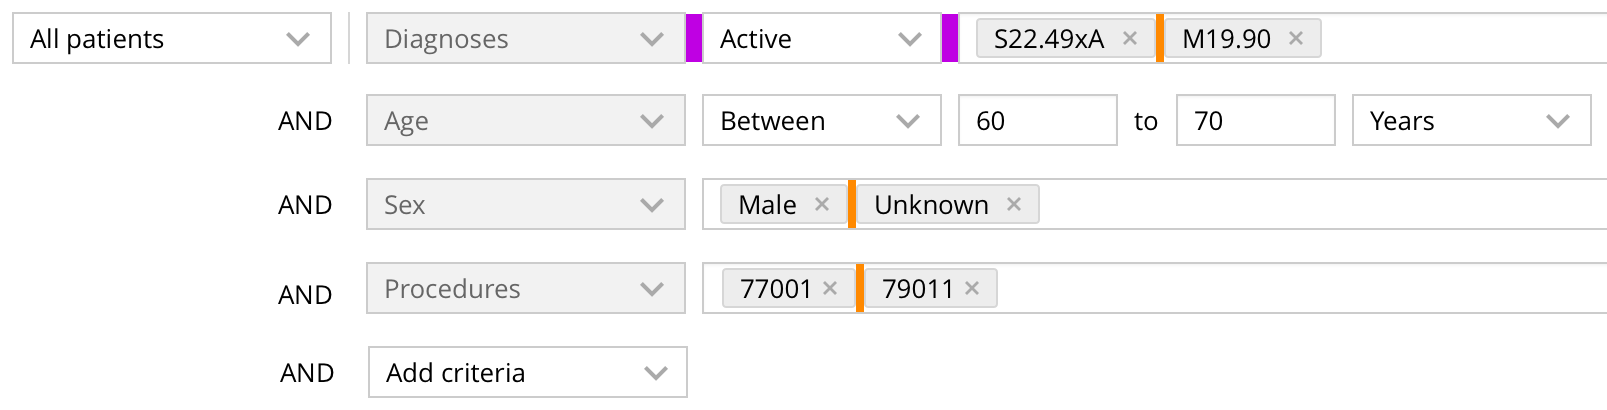 All patients Diagnoses Active S22.49xA × M19.90 ×
AND Age Between 60 to 70 Years
AND Sex Male × Unknown ×
AND Procedures 77001 × 79011 ×
AND Add criteria